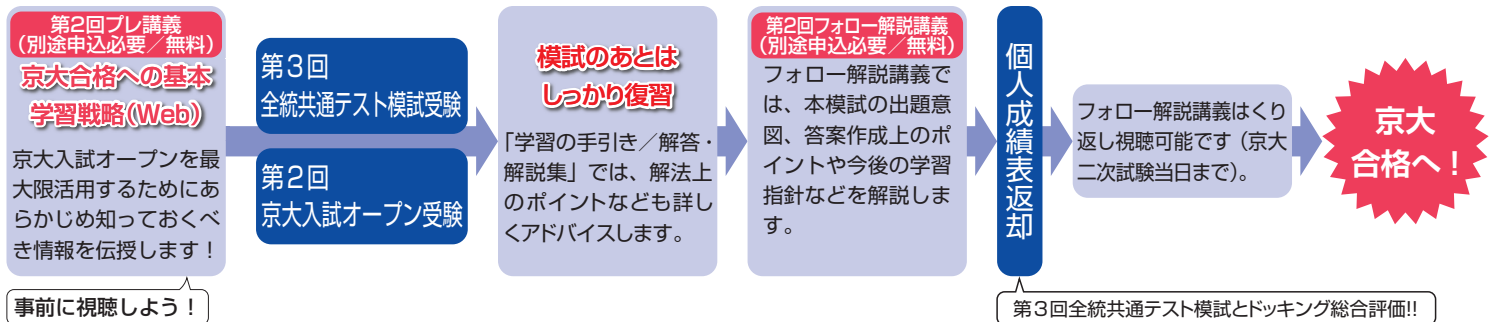 第2回プレ講義
(別途申込必要/無料)
京大合格への基本
学習戦略(Web)
京大入試オープンを最
大限活用するためにあ
らかじめ知っておくべ
き情報を伝授します!
事前に視聴しよう!
第3回
全統共通テスト模試受験
第2回
京大入試オープン受験
模試のあとは
しっかり復習
「学習の手引き/解答・
解説集」では、解法上
のポイントなども詳し
くアドバイスします。
第2回フォロー解説講義
(別途申込必要/無料)
フォロー解説講義で
は、本模試の出題意
図、答案作成上のポ
イントや今後の学習
指針などを解説しま
す。
個人成績表返却
第3回全統共通テスト模試とドッキング総合評価!!
フォロー解説講義はくり
返し視聴可能です(京大
二次試験当日まで)。
京大
合格へ!